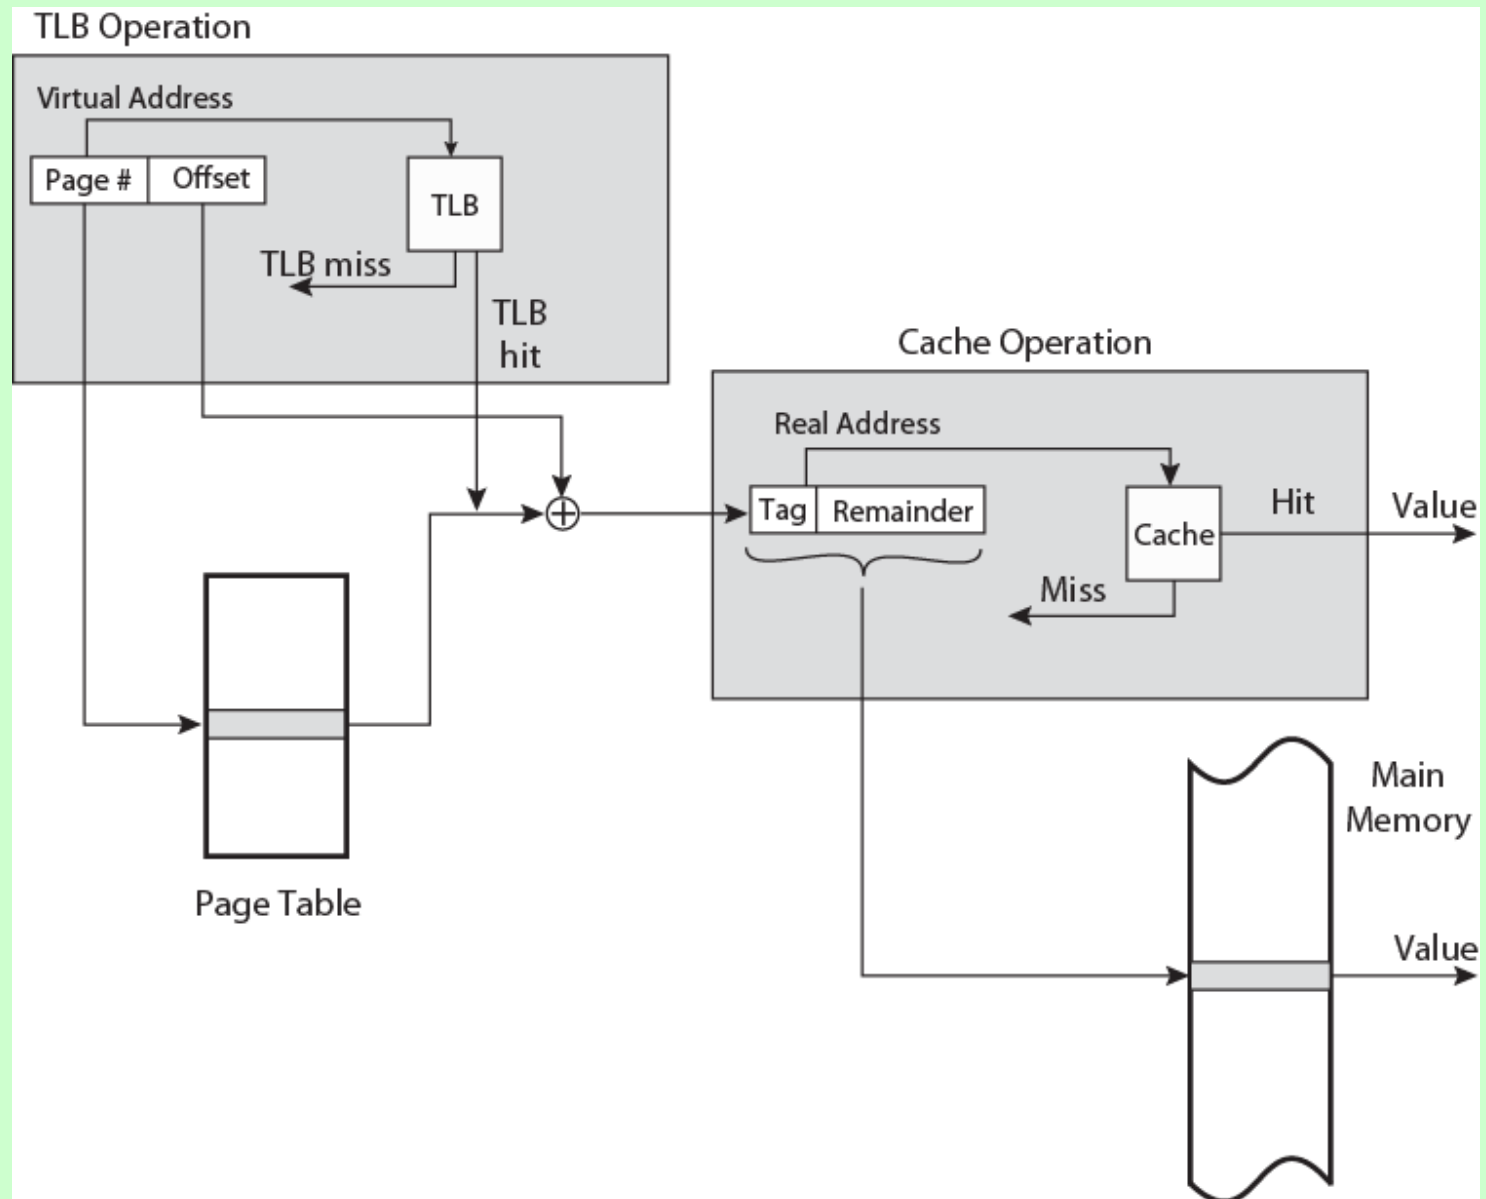 TLB Operation
Virtual Address
Page #
Offset
TLB
TLB miss
TLB
hit
Cache Operation
Real Address
Tag
Remainder
Cache
Hit
Value
Miss
Page Table
Main
Memory
Value